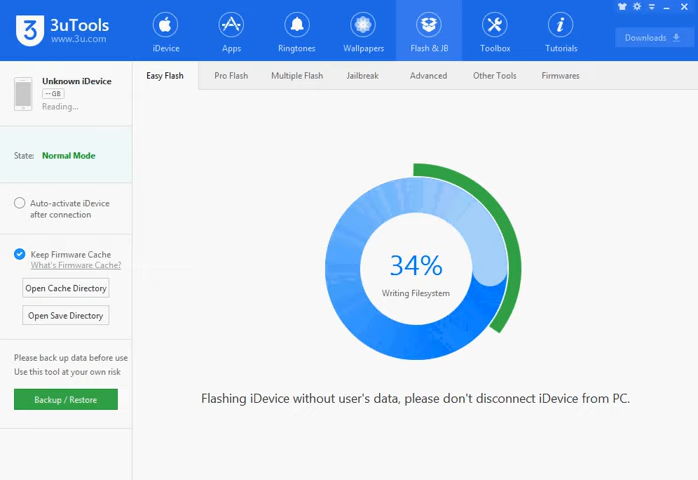 3
3uTools
www.3u.com
iDevice
Apps
Ringtones
Wallpapers
Flash & JB
Toolbox
Tutorials
Downloads
Easy Flash
Pro Flash
Multiple Flash
Jailbreak
Advanced
Other Tools
Firmwares
Unknown iDevice
-- GB
Reading...
State: Normal Mode
Auto-activate iDevice
after connection
Keep Firmware Cache
What's Firmware Cache?
Open Cache Directory
Open Save Directory
Please back up data before use
Use this tool at your own risk
Backup / Restore
34%
Writing Filesystem
Flashing iDevice without user's data, please don't disconnect iDevice from PC.